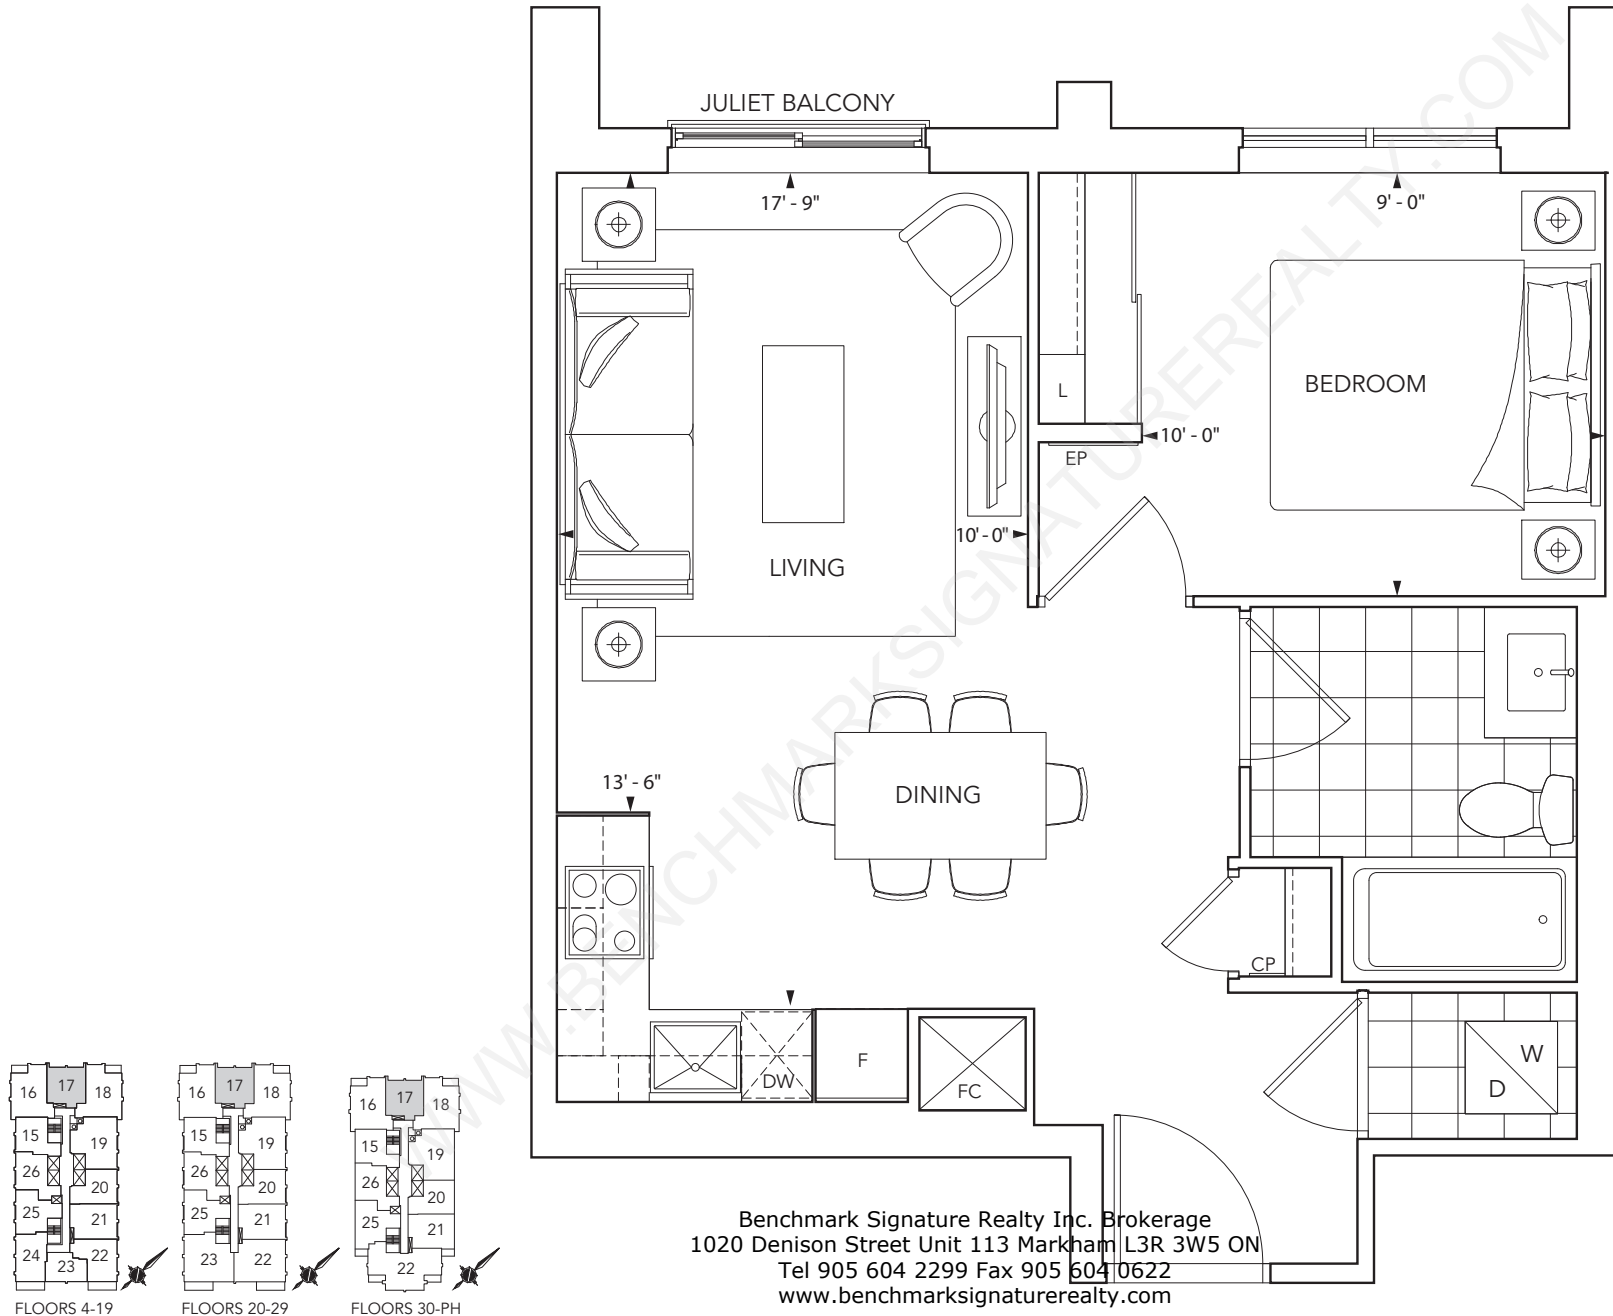 JULIET BALCONY
17' - 9"
9' - 0"
BEDROOM
L
10' - 0"
EP
10' - 0"
LIVING
13' - 6"
DINING
CP
DW
F
FC
W
D
WWW.BENCHMARKSIGNATUREREALTY.COM
16 17 18
15 19
26 20
25 21
24 23 22
FLOORS 4-19
16 17 18
15 19
26 20
25 21
23 22
FLOORS 20-29
16 17 18
15 19
26 20
25 21
22
FLOORS 30-PH
Benchmark Signature Realty Inc. Brokerage
1020 Denison Street Unit 113 Markham L3R 3W5 ON
Tel 905 604 2299 Fax 905 604 0622
www.benchmarksignaturerealty.com